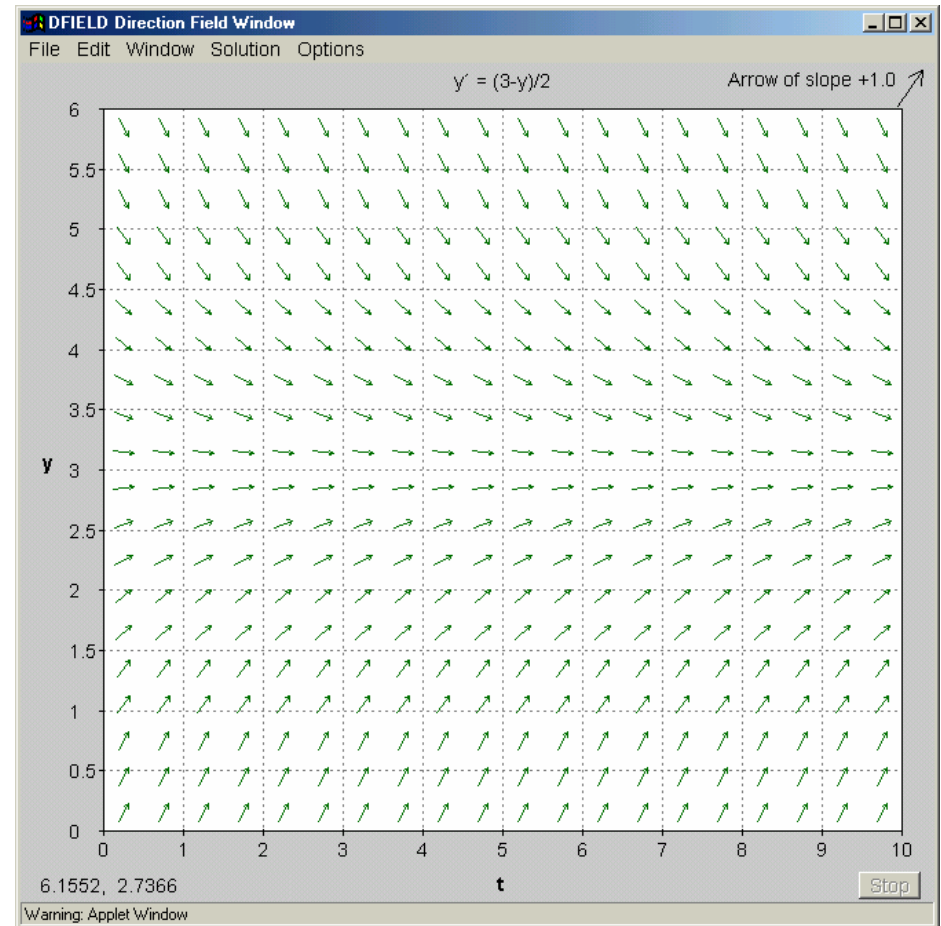 DFIELD Direction Field Window
File Edit Window Solution Options
y´ = (3-y)/2
Arrow of slope +1.0
6
5.5
5
4.5
4
3.5
y
3
2.5
2
1.5
1
0.5
0
0 1 2 3 4 5 6 7 8 9 10
6.1552, 2.7366
t
Stop
Warning: Applet Window